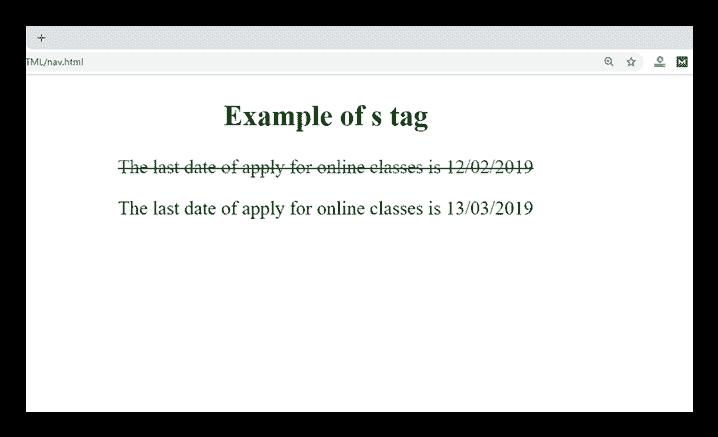 +
TML/nav.html
Example of s tag
The last date of apply for online classes is 12/02/2019
The last date of apply for online classes is 13/03/2019